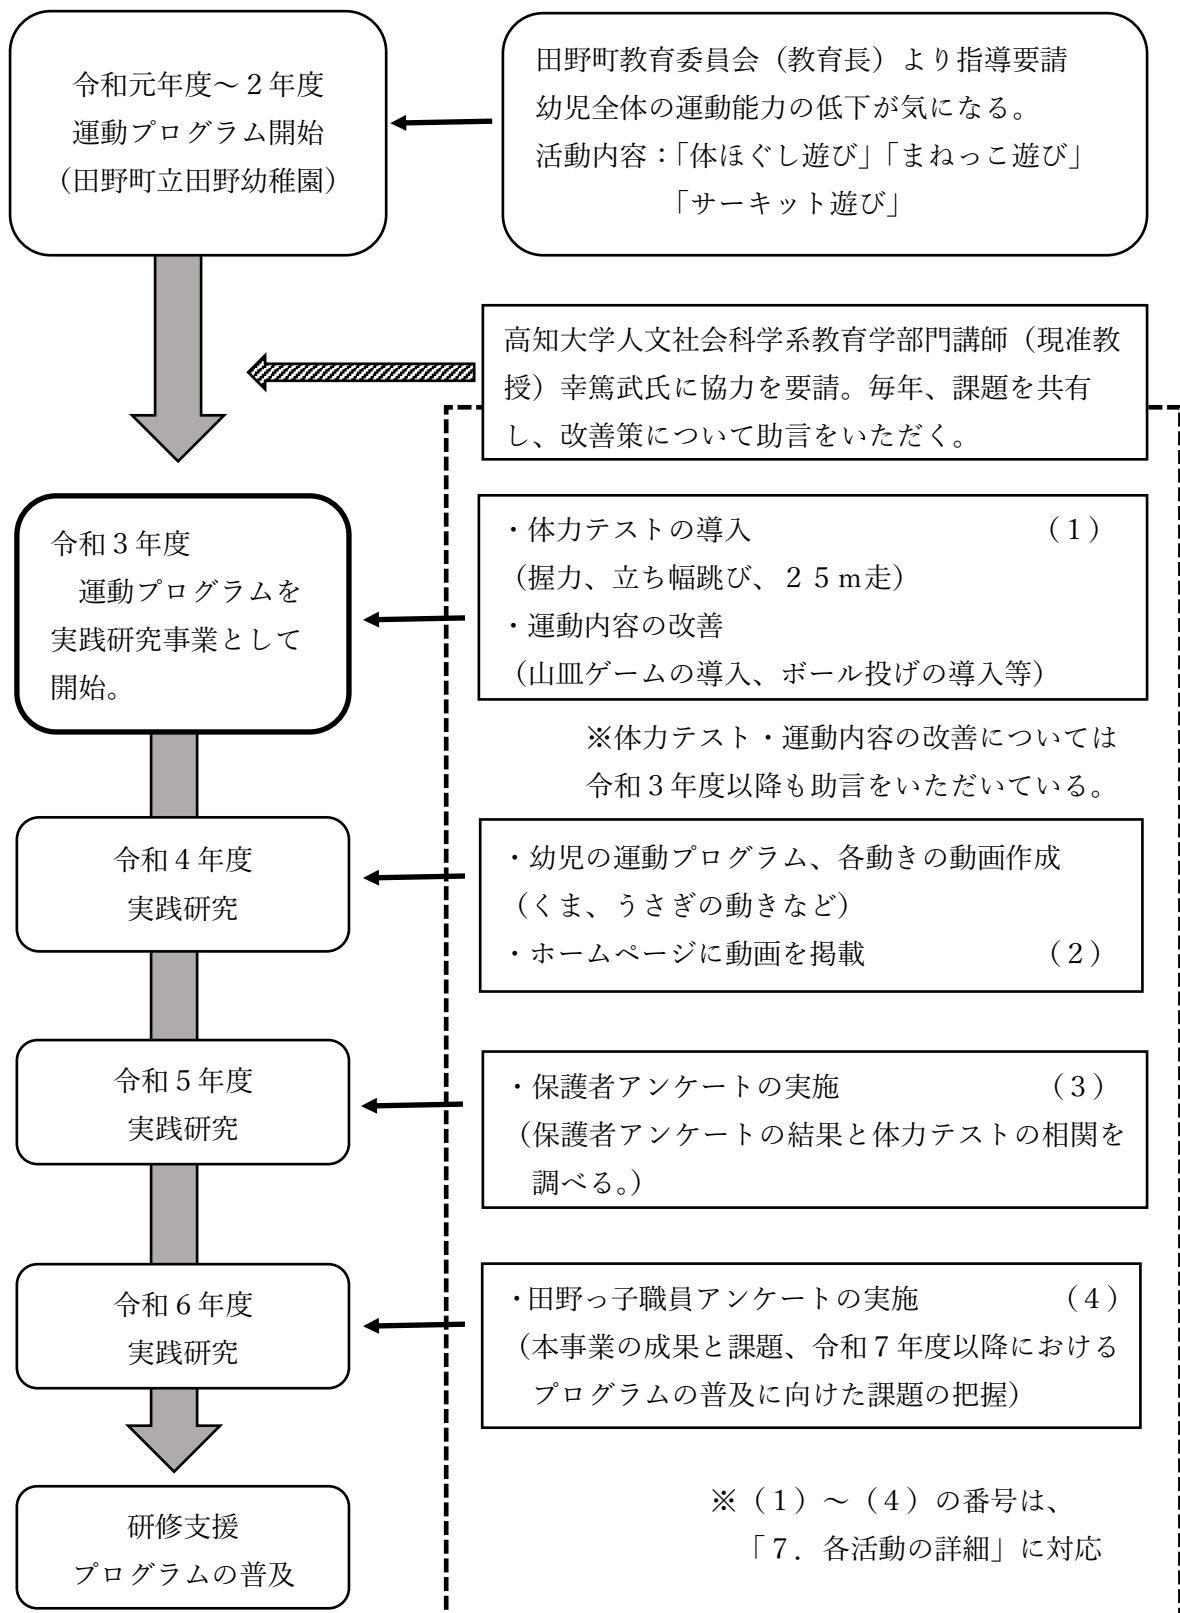 令和元年度～２年度
運動プログラム開始
（田野町立田野幼稚園）
田野町教育委員会（教育長）より指導要請
幼児全体の運動能力の低下が気になる。
活動内容：「体ほぐし遊び」「まねっこ遊び」
「サーキット遊び」
高知大学人文社会科学系教育学部門講師（現准教
授）幸篤武氏に協力を要請。毎年、課題を共有
し、改善策について助言をいただく。
令和３年度
運動プログラムを
実践研究事業として
開始。
・体力テストの導入　（１）
（握力、立ち幅跳び、２５ｍ走）
・運動内容の改善
（山皿ゲームの導入、ボール投げの導入等）
※体力テスト・運動内容の改善については
令和３年度以降も助言をいただいている。
令和４年度
実践研究
・幼児の運動プログラム、各動きの動画作成
（くま、うさぎの動きなど）
・ホームページに動画を掲載　（２）
令和５年度
実践研究
・保護者アンケートの実施　（３）
（保護者アンケートの結果と体力テストの相関を
調べる。）
令和６年度
実践研究
・田野っ子職員アンケートの実施　（４）
（本事業の成果と課題、令和７年度以降における
プログラムの普及に向けた課題の把握）
研修支援
プログラムの普及
※（１）～（４）の番号は、
「７．各活動の詳細」に対応